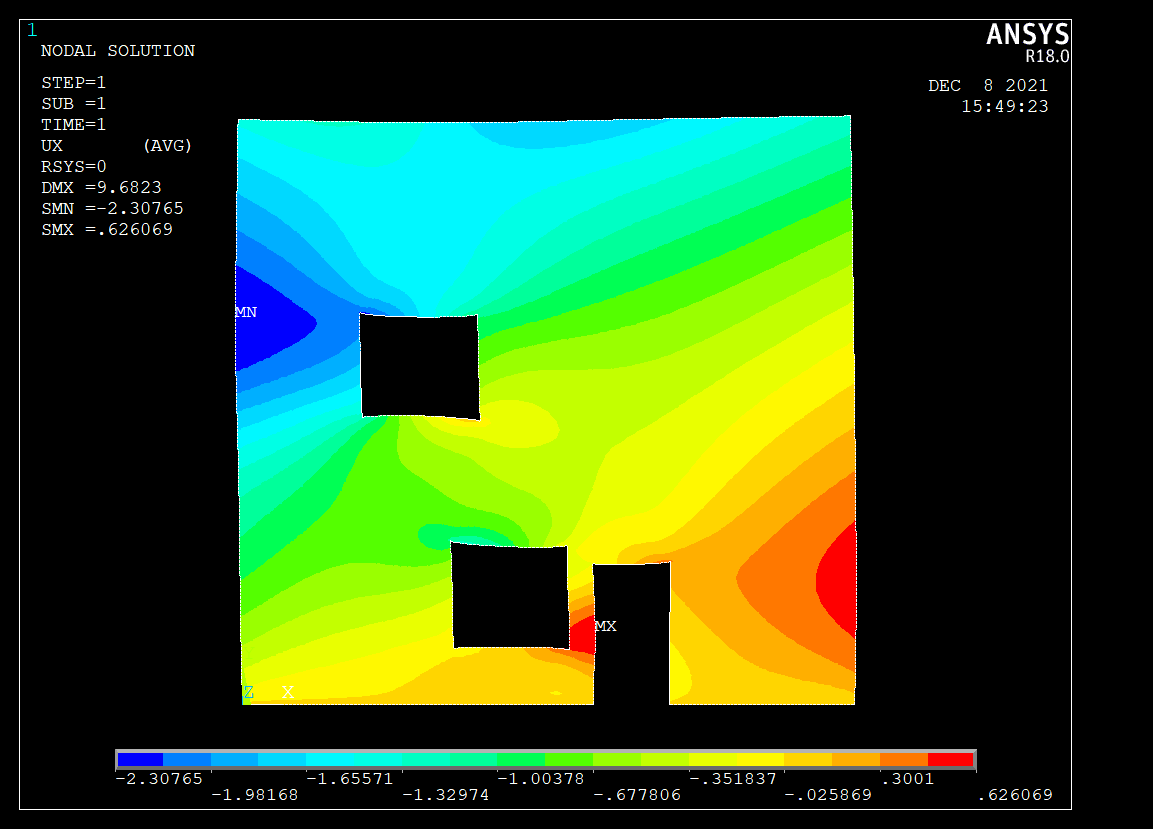 1
ANSYS
R18.0
NODAL SOLUTION
STEP=1
SUB =1
TIME=1
UX (AVG)
RSYS=0
DMX =9.6823
SMN =-2.30765
SMX =.626069
DEC 8 2021
15:49:23
MN
MX
Z X
-2.30765 -1.65571 -1.00378 -.351837 .3001
-1.98168 -1.32974 -.677806 -.025869 .626069